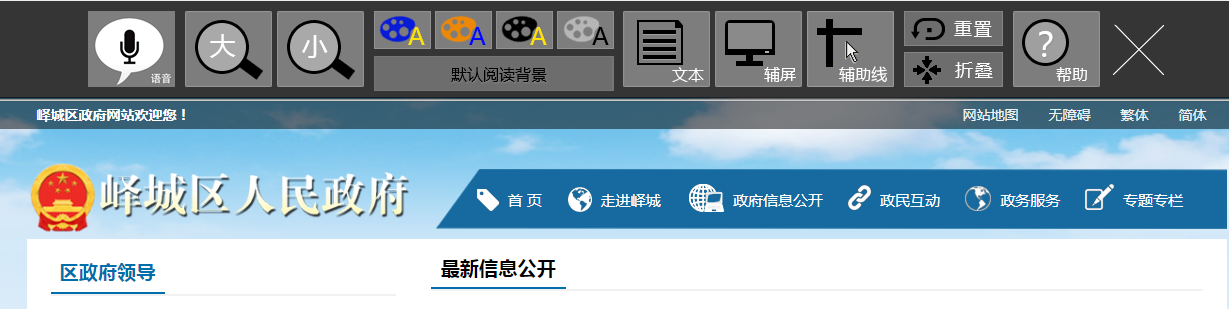 语音
大
小
A A A A
默认阅读背景
文本
辅屏
辅助线
重置
折叠
?
帮助
峄城区政府网站欢迎您！
网站地图 无障碍 繁体 简体
峄城区人民政府
首 页 走进峄城 政府信息公开 政民互动 政务服务 专题专栏
区政府领导
最新信息公开